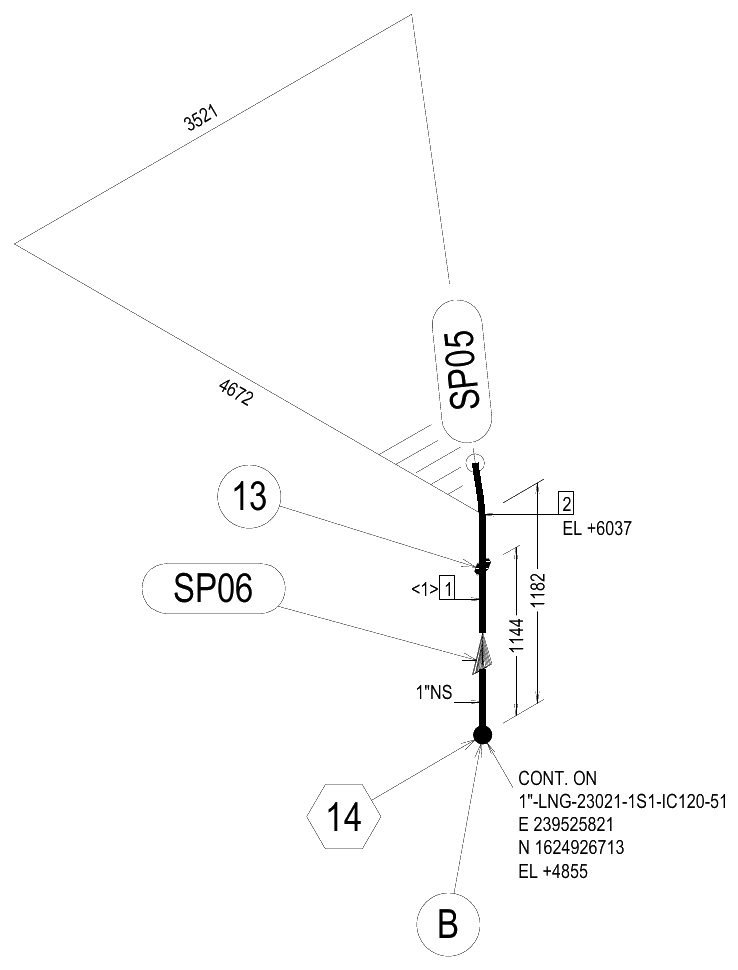 3521
SP05
4672
13
2
EL +6037
SP06
<1> 1
1182
1144
1"NS
CONT. ON
1"-LNG-23021-1S1-IC120-51
E 239525821
N 1624926713
EL +4855
14
B